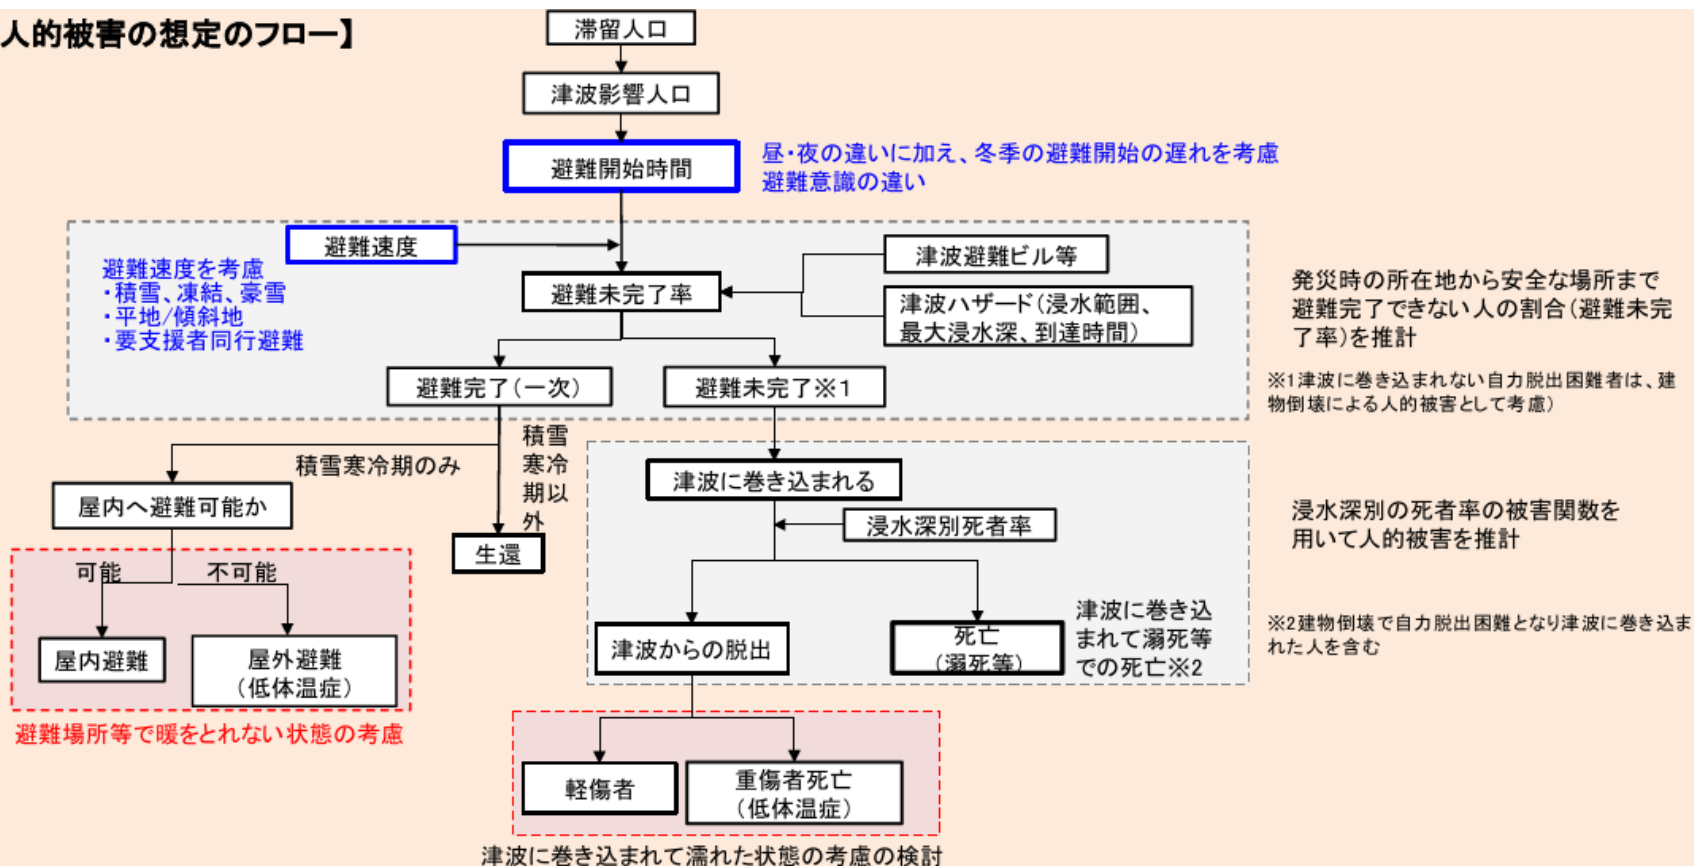 人的被害の想定のフロー】
滞留人口
津波影響人口
避難開始時間
昼・夜の違いに加え、冬季の避難開始の遅れを考慮
避難意識の違い
避難速度
避難速度を考慮
・積雪、凍結、豪雪
・平地/傾斜地
・要支援者同行避難
避難未完了率
津波避難ビル等
津波ハザード(浸水範囲、
最大浸水深、到達時間)
発災時の所在地から安全な場所まで
避難完了できない人の割合(避難未完
了率)を推計
避難完了(一次)
避難未完了※1
※1津波に巻き込まれない自力脱出困難者は、建
物倒壊による人的被害として考慮)
積雪寒冷期のみ
積雪
寒冷
期以
外
屋内へ避難可能か
生還
津波に巻き込まれる
浸水深別死者率
浸水深別の死者率の被害関数を
用いて人的被害を推計
可能
不可能
屋内避難
屋外避難
(低体温症)
避難場所等で暖をとれない状態の考慮
津波からの脱出
死亡
(溺死等)
津波に巻き込
まれて溺死等
での死亡※2
※2建物倒壊で自力脱出困難となり津波に巻き込ま
れた人を含む
軽傷者
重傷者死亡
(低体温症)
津波に巻き込まれて濡れた状態の考慮の検討